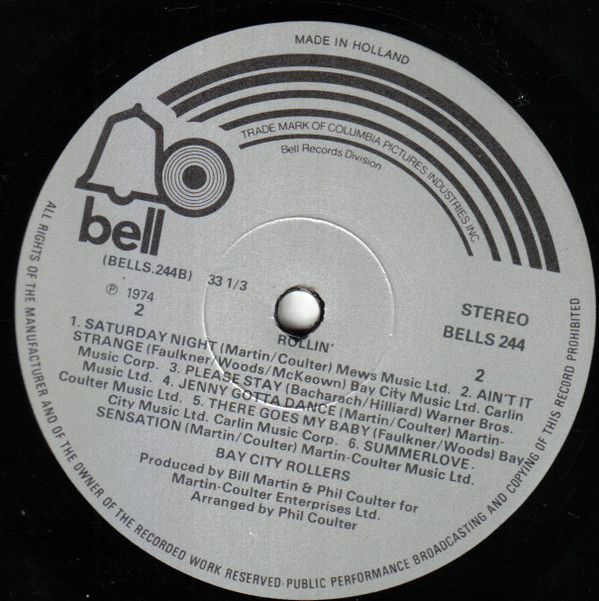 MADE IN HOLLAND
TRADE MARK OF COLUMBIA PICTURES INDUSTRIES INC.
Bell Records Division
bell
(BELLS.244B) 33 1/3
℗ 1974
2
STEREO
BELLS 244
2
ROLLIN'
1. SATURDAY NIGHT (Martin/Coulter) Mews Music Ltd. 2. AIN'T IT
STRANGE (Faulkner/Woods/McKeown) Bay City Music Ltd. Carlin
Music Corp. 3. PLEASE STAY (Bacharach/Hilliard) Warner Bros.
Music Ltd. 4. JENNY GOTTA DANCE (Martin/Coulter) Martin-
Coulter Music Ltd. 5. THERE GOES MY BABY (Faulkner/Woods) Bay
City Music Ltd. Carlin Music Corp. 6. SUMMERLOVE
SENSATION (Martin/Coulter) Martin-Coulter Music Ltd.
BAY CITY ROLLERS
Produced by Bill Martin & Phil Coulter for
Martin-Coulter Enterprises Ltd.
Arranged by Phil Coulter
ALL RIGHTS OF THE MANUFACTURER AND OF THE OWNER OF THE RECORDED WORK RESERVED·PUBLIC PERFORMANCE BROADCASTING AND COPYING OF THIS RECORD PROHIBITED